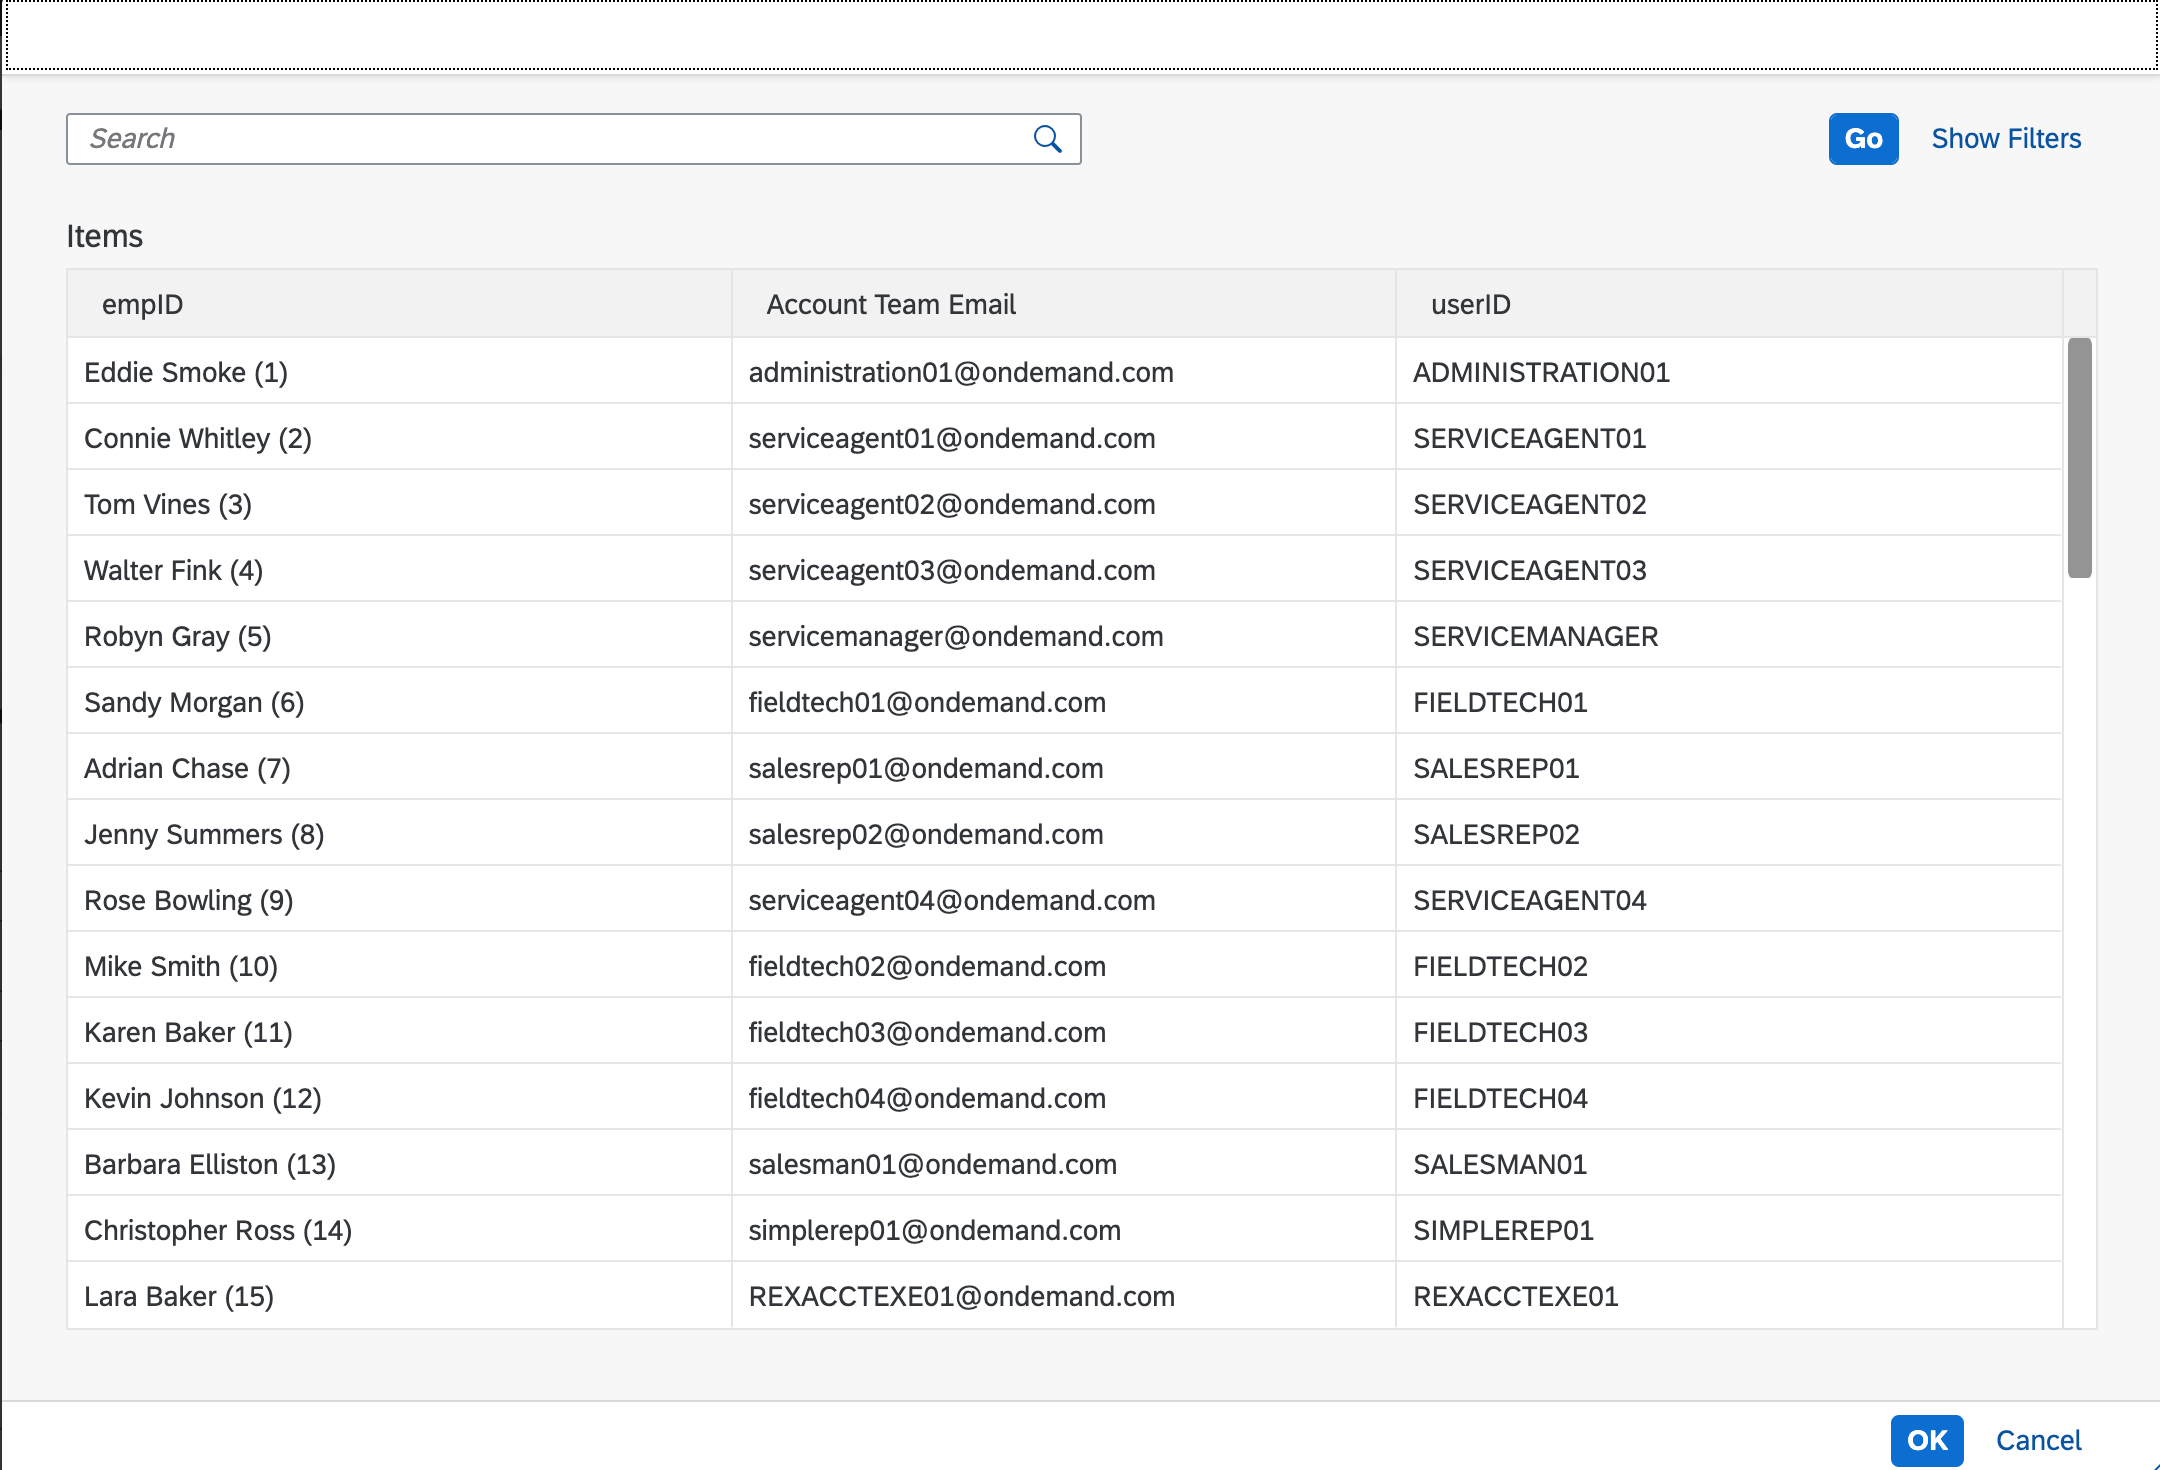 Search
Go Show Filters
Items
empID Account Team Email userID
Eddie Smoke (1) administration01@ondemand.com ADMINISTRATION01
Connie Whitley (2) serviceagent01@ondemand.com SERVICEAGENT01
Tom Vines (3) serviceagent02@ondemand.com SERVICEAGENT02
Walter Fink (4) serviceagent03@ondemand.com SERVICEAGENT03
Robyn Gray (5) servicemanager@ondemand.com SERVICEMANAGER
Sandy Morgan (6) fieldtech01@ondemand.com FIELDTECH01
Adrian Chase (7) salesrep01@ondemand.com SALESREP01
Jenny Summers (8) salesrep02@ondemand.com SALESREP02
Rose Bowling (9) serviceagent04@ondemand.com SERVICEAGENT04
Mike Smith (10) fieldtech02@ondemand.com FIELDTECH02
Karen Baker (11) fieldtech03@ondemand.com FIELDTECH03
Kevin Johnson (12) fieldtech04@ondemand.com FIELDTECH04
Barbara Elliston (13) salesman01@ondemand.com SALESMAN01
Christopher Ross (14) simplerep01@ondemand.com SIMPLEREP01
Lara Baker (15) REXACCTEXE01@ondemand.com REXACCTEXE01
OK Cancel